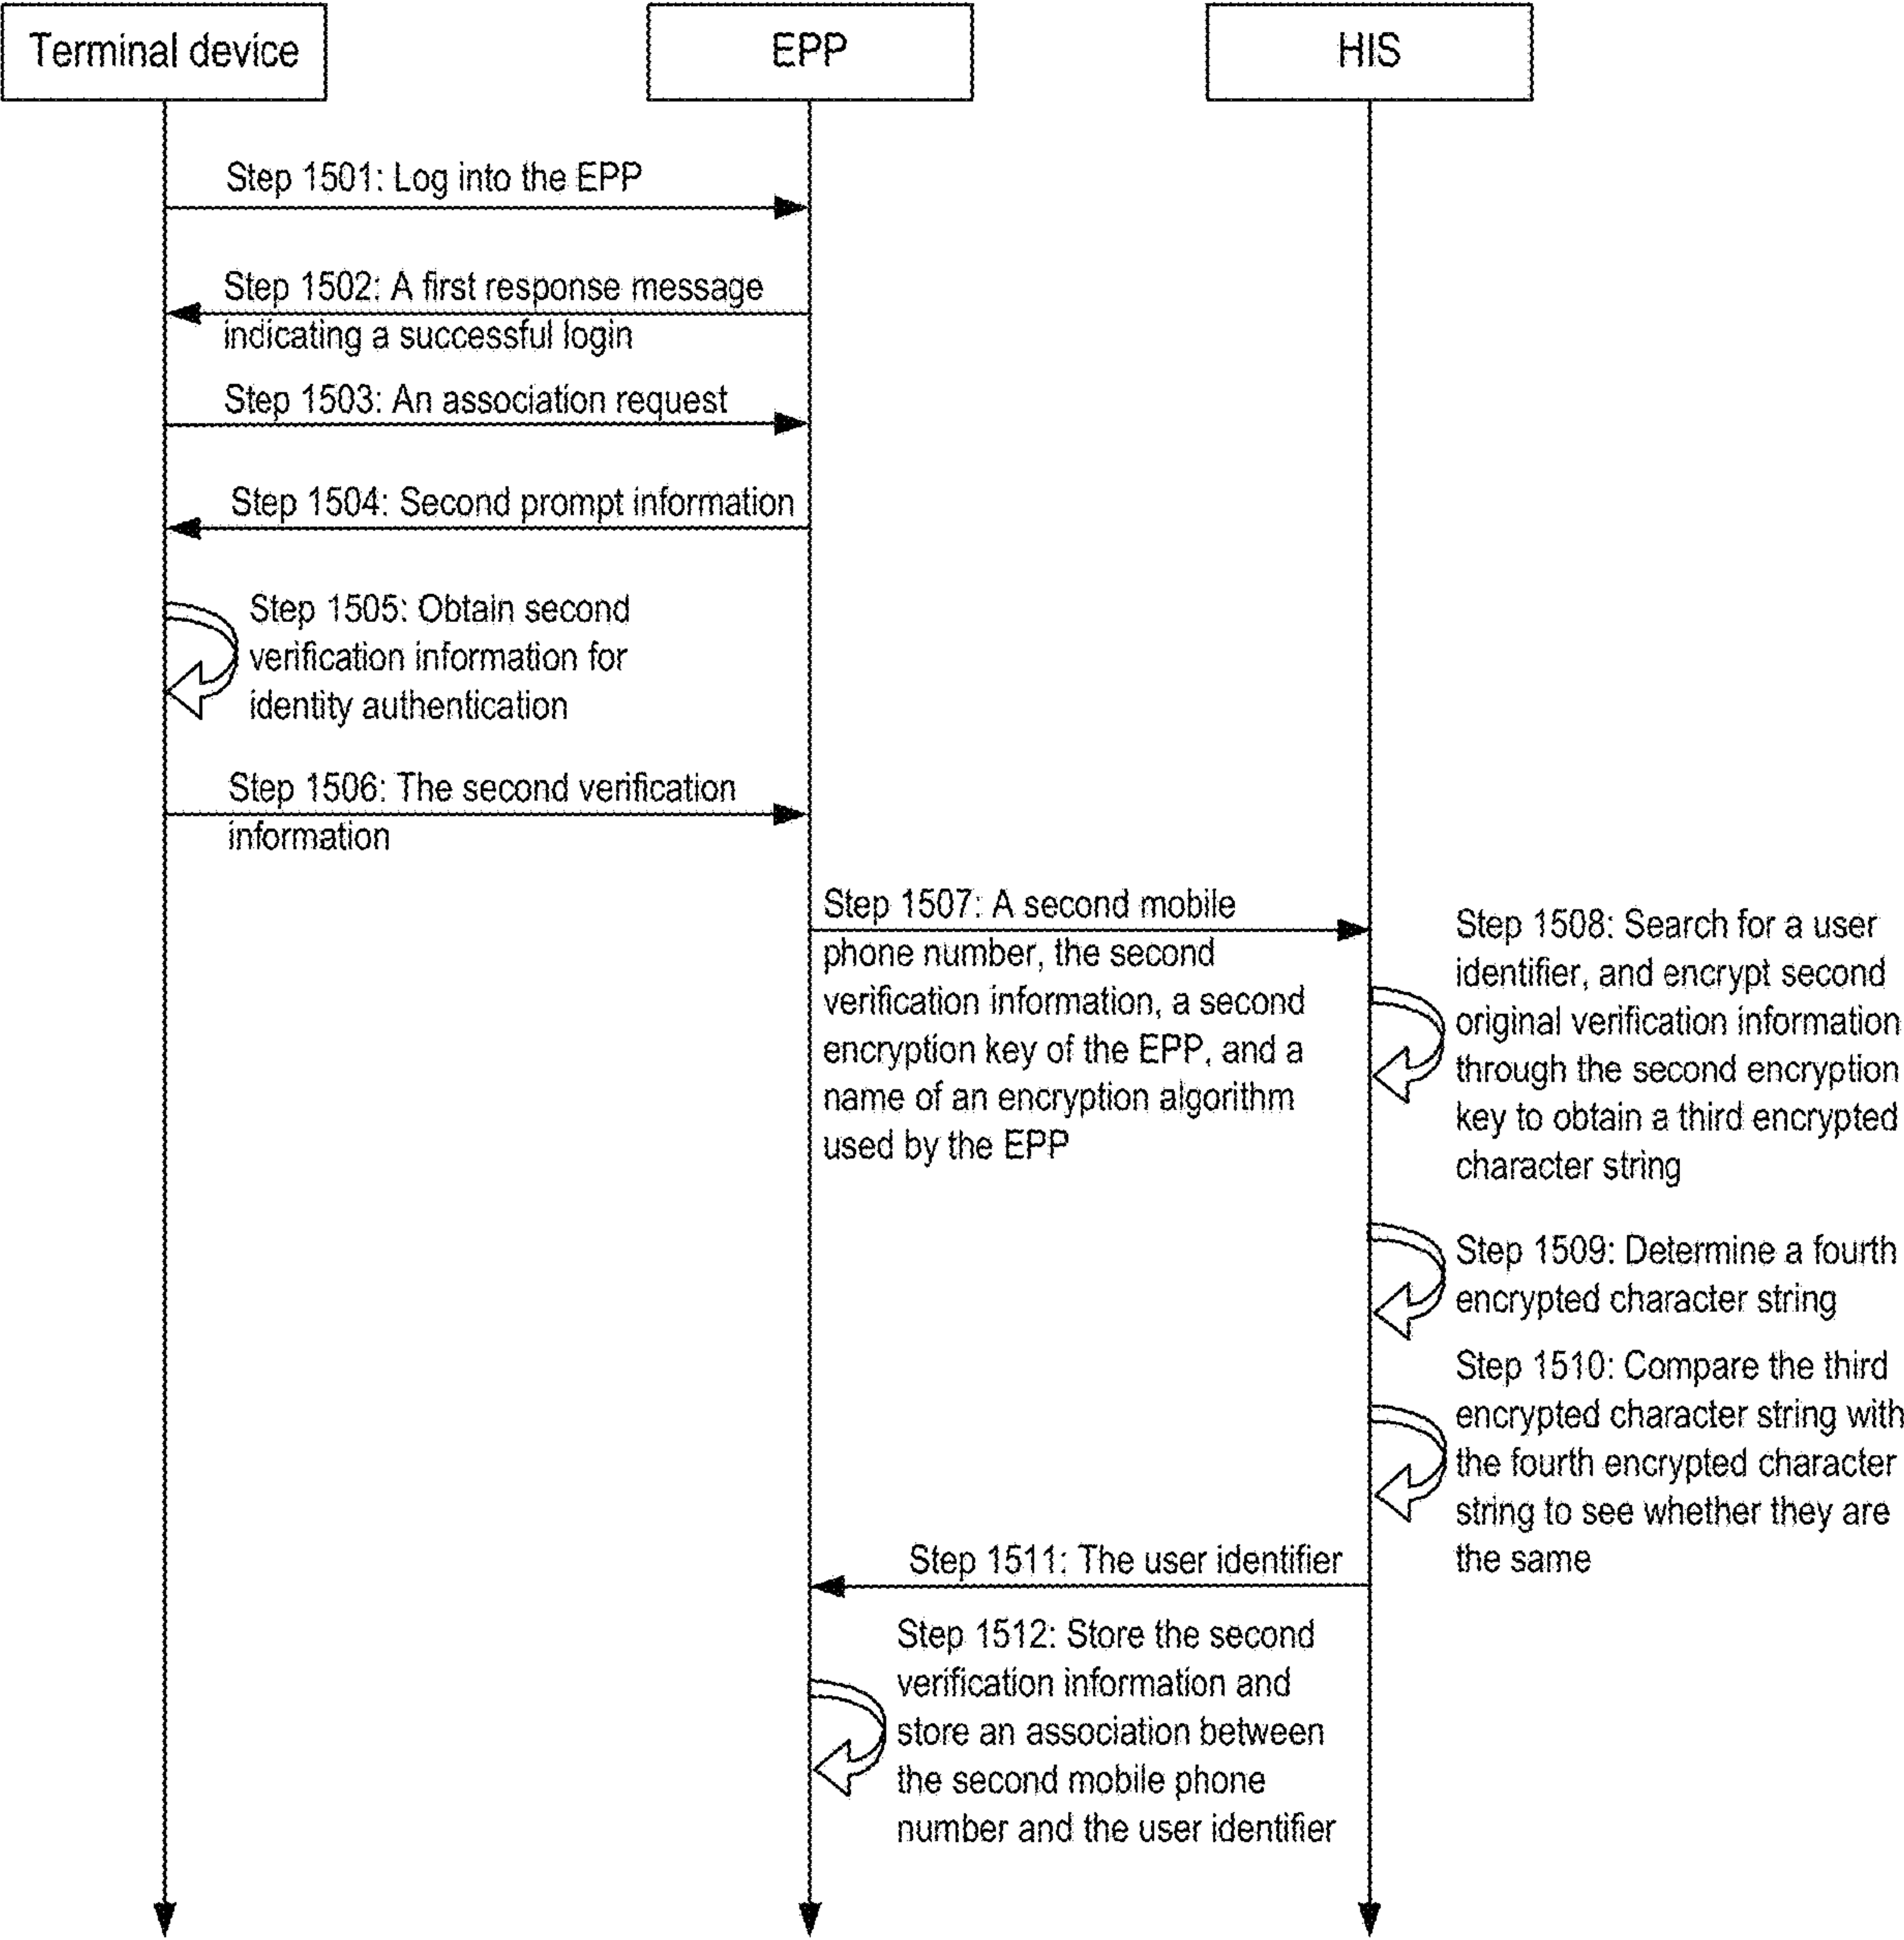 Terminal device
EPP
HIS
Step 1501: Log into the EPP
Step 1502: A first response message
indicating a successful login
Step 1503: An association request
Step 1504: Second prompt information
Step 1505: Obtain second
verification information for
identity authentication
Step 1506: The second verification
information
Step 1507: A second mobile
phone number, the second
verification information, a second
encryption key of the EPP, and a
name of an encryption algorithm
used by the EPP
Step 1508: Search for a user
identifier, and encrypt second
original verification information
through the second encryption
key to obtain a third encrypted
character string
Step 1509: Determine a fourth
encrypted character string
Step 1510: Compare the third
encrypted character string with
the fourth encrypted character
string to see whether they are
the same
Step 1511: The user identifier
Step 1512: Store the second
verification information and
store an association between
the second mobile phone
number and the user identifier